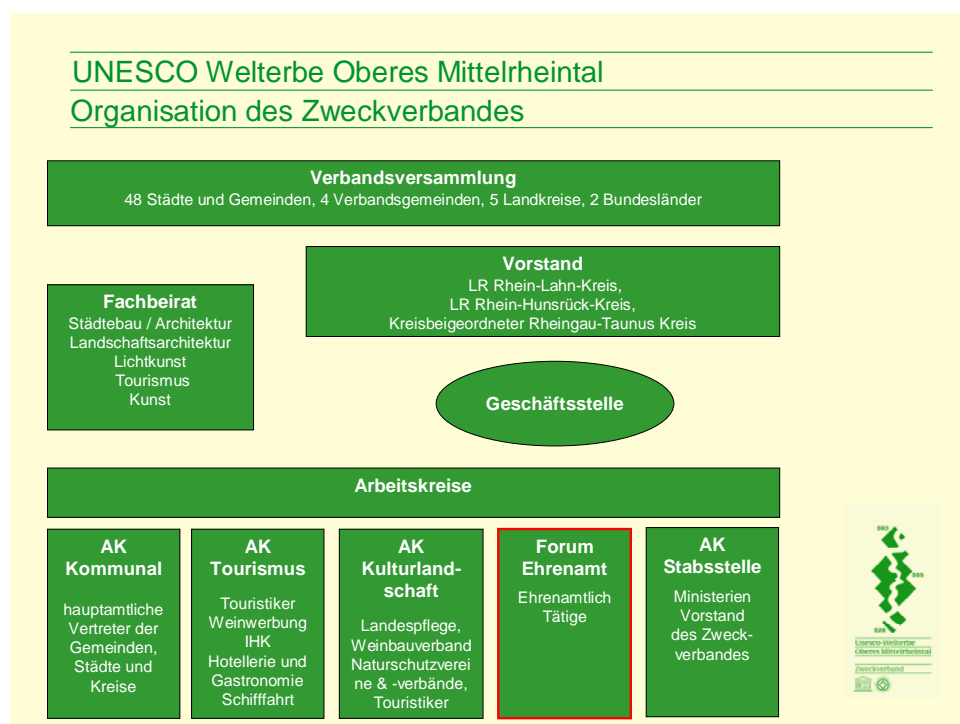 UNESCO Welterbe Oberes Mittelrheintal
Organisation des Zweckverbandes
Verbandsversammlung
48 Städte und Gemeinden, 4 Verbandsgemeinden, 5 Landkreise, 2 Bundesländer
Vorstand
LR Rhein-Lahn-Kreis,
LR Rhein-Hunsrück-Kreis,
Kreisbeigeordneter Rheingau-Taunus Kreis
Fachbeirat
Städtebau / Architektur
Landschaftsarchitektur
Lichtkunst
Tourismus
Kunst
Geschäftsstelle
Arbeitskreise
AK
Kommunal
hauptamtliche
Vertreter der
Gemeinden,
Städte und
Kreise
AK
Tourismus
Touristiker
Weinwerbung
IHK
Hotellerie und
Gastronomie
Schifffahrt
AK
Kulturland-
schaft
Landespflege,
Weinbauverband
Naturschutzverei
ne & -verbände,
Touristiker
Forum
Ehrenamt
Ehrenamtlich
Tätige
AK
Stabsstelle
Ministerien
Vorstand
des Zweck-
verbandes
Unesco-Welterbe
Oberes Mittelrheintal
Zweckverband